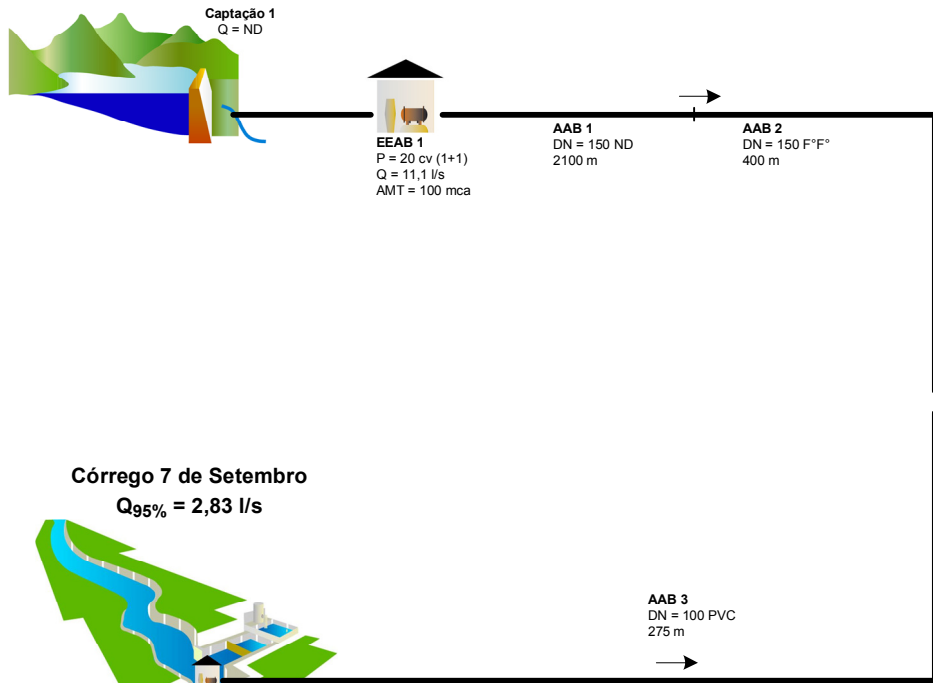 Captação 1
Q = ND
EEAB 1
P = 20 cv (1+1)
Q = 11,1 l/s
AMT = 100 mca
AAB 1
DN = 150 ND
2100 m
AAB 2
DN = 150 F°F°
400 m
Córrego 7 de Setembro
Q95% = 2,83 l/s
AAB 3
DN = 100 PVC
275 m